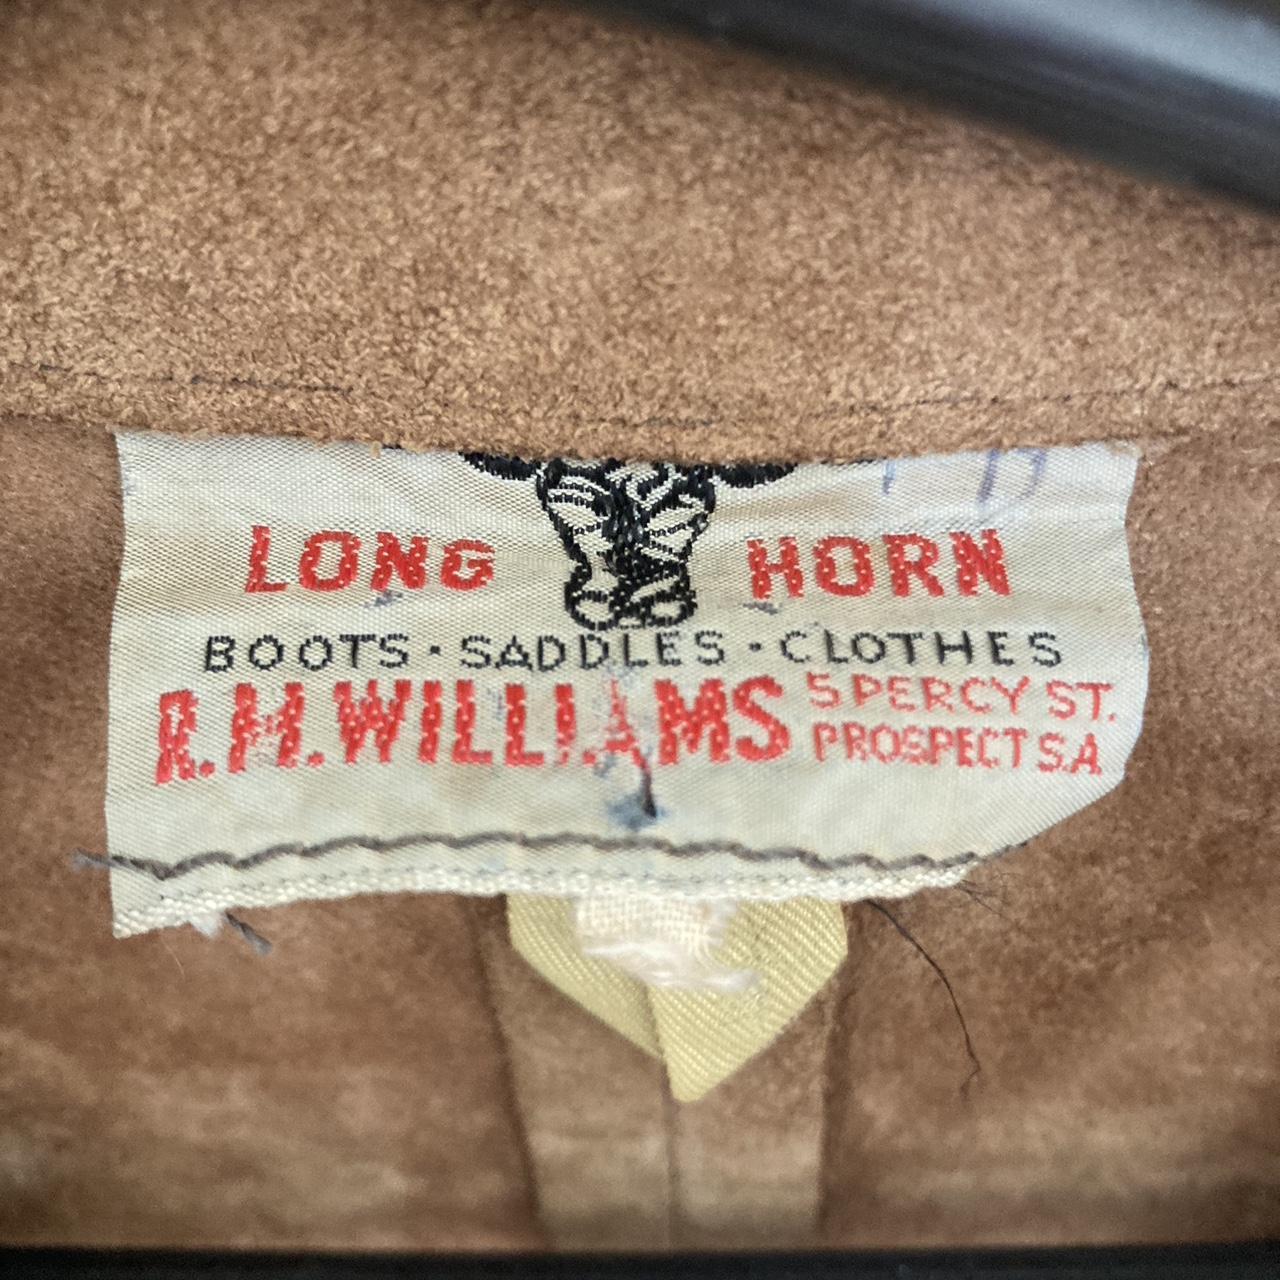 LONG HORN
BOOTS · SADDLES · CLOTHES
R.M.WILLIAMS 5 PERCY ST.
PROSPECT S.A.